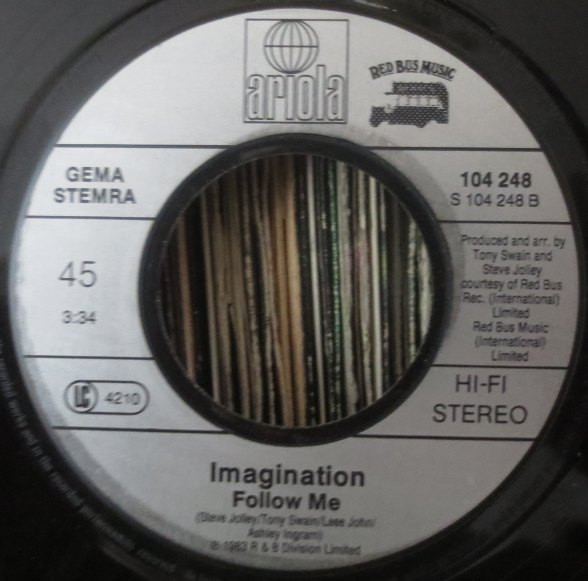 ariola
RED BUS MUSIC
GEMA
STEMRA
104 248
S 104 248 B
45
3:34
Produced and arr. by
Tony Swain and
Steve Jolley
courtesy of Red Bus
Rec. (International)
Limited
Red Bus Music
(International)
Limited
LC 4210
HI-FI
STEREO
Imagination
Follow Me
(Steve Jolley/Tony Swain/Leee John/
Ashley Ingram)
℗ 1983 R & B Division Limited